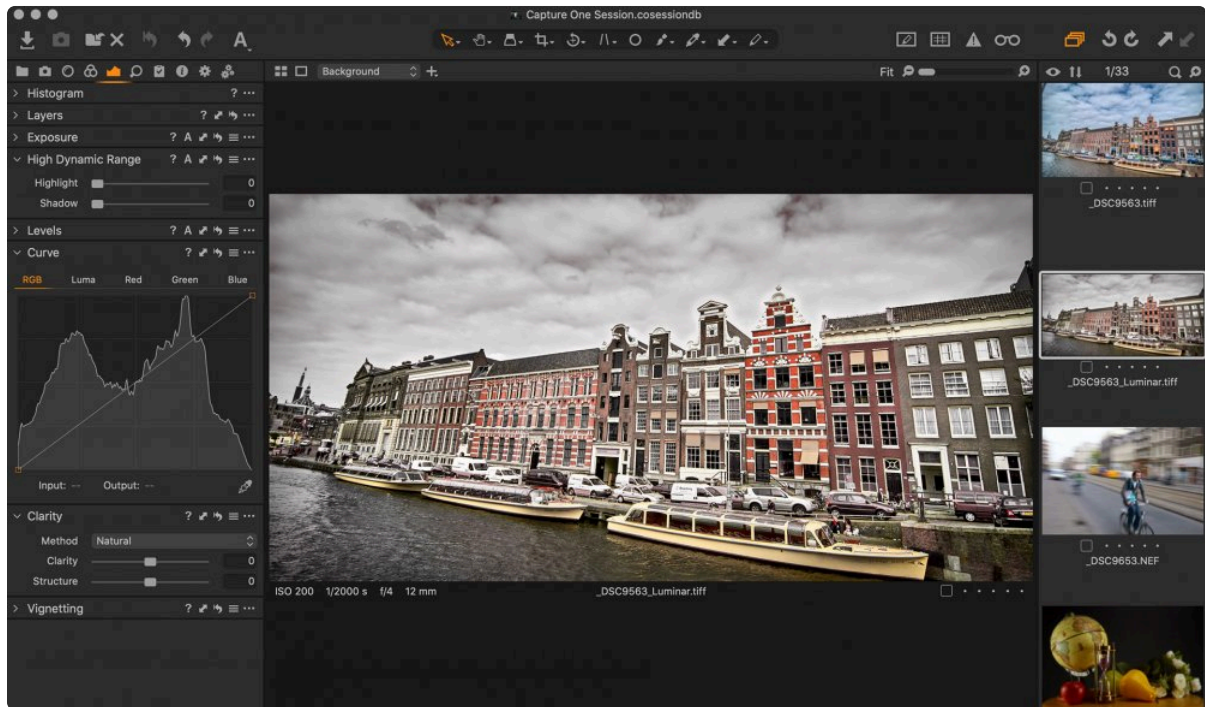 Capture One Session.cosessiondb
A
Background
Fit
1/33
Histogram ?
Layers ?
Exposure ? A
High Dynamic Range ? A
Highlight 0
Shadow 0
Levels ? A
Curve ?
RGB Luma Red Green Blue
Input: -- Output: --
Clarity ?
Method Natural
Clarity 0
Structure 0
Vignetting ?
ISO 200 1/2000 s f/4 12 mm
_DSC9563_Luminar.tiff
_DSC9563.tiff
_DSC9563_Luminar.tiff
_DSC9653.NEF